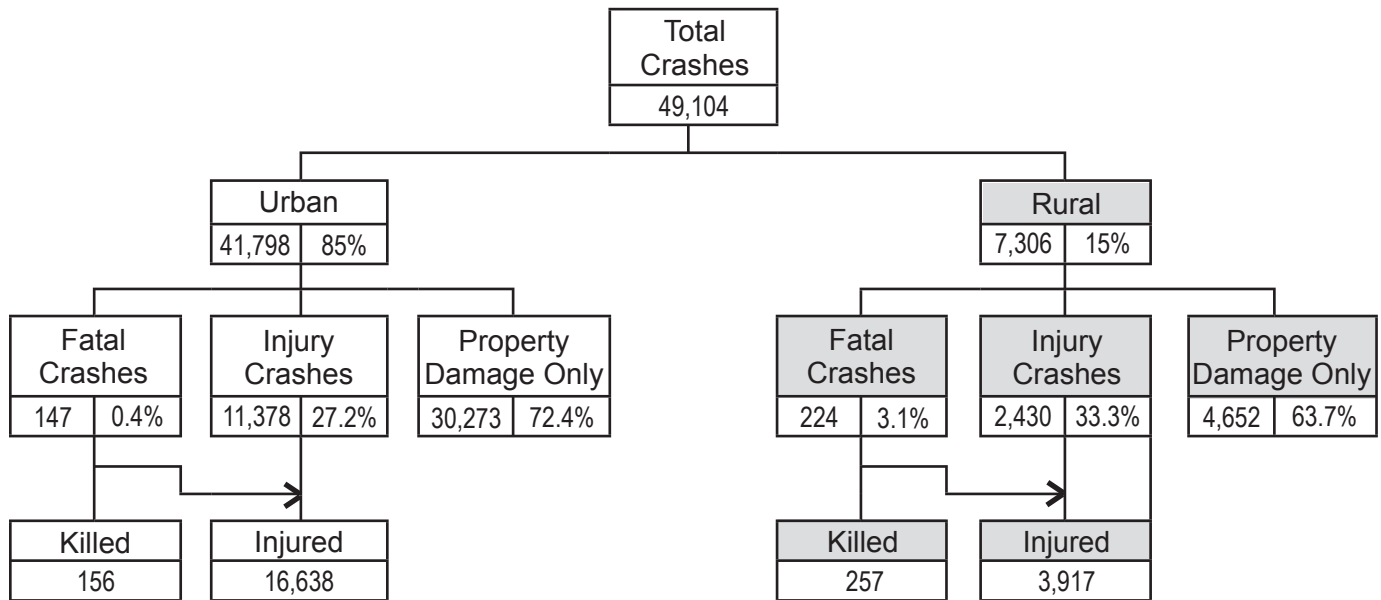 Total
Crashes
49,104
Urban
41,798 85%
Rural
7,306 15%
Fatal
Crashes
147 0.4%
Injury
Crashes
11,378 27.2%
Property
Damage Only
30,273 72.4%
Fatal
Crashes
224 3.1%
Injury
Crashes
2,430 33.3%
Property
Damage Only
4,652 63.7%
Killed
156
Injured
16,638
Killed
257
Injured
3,917